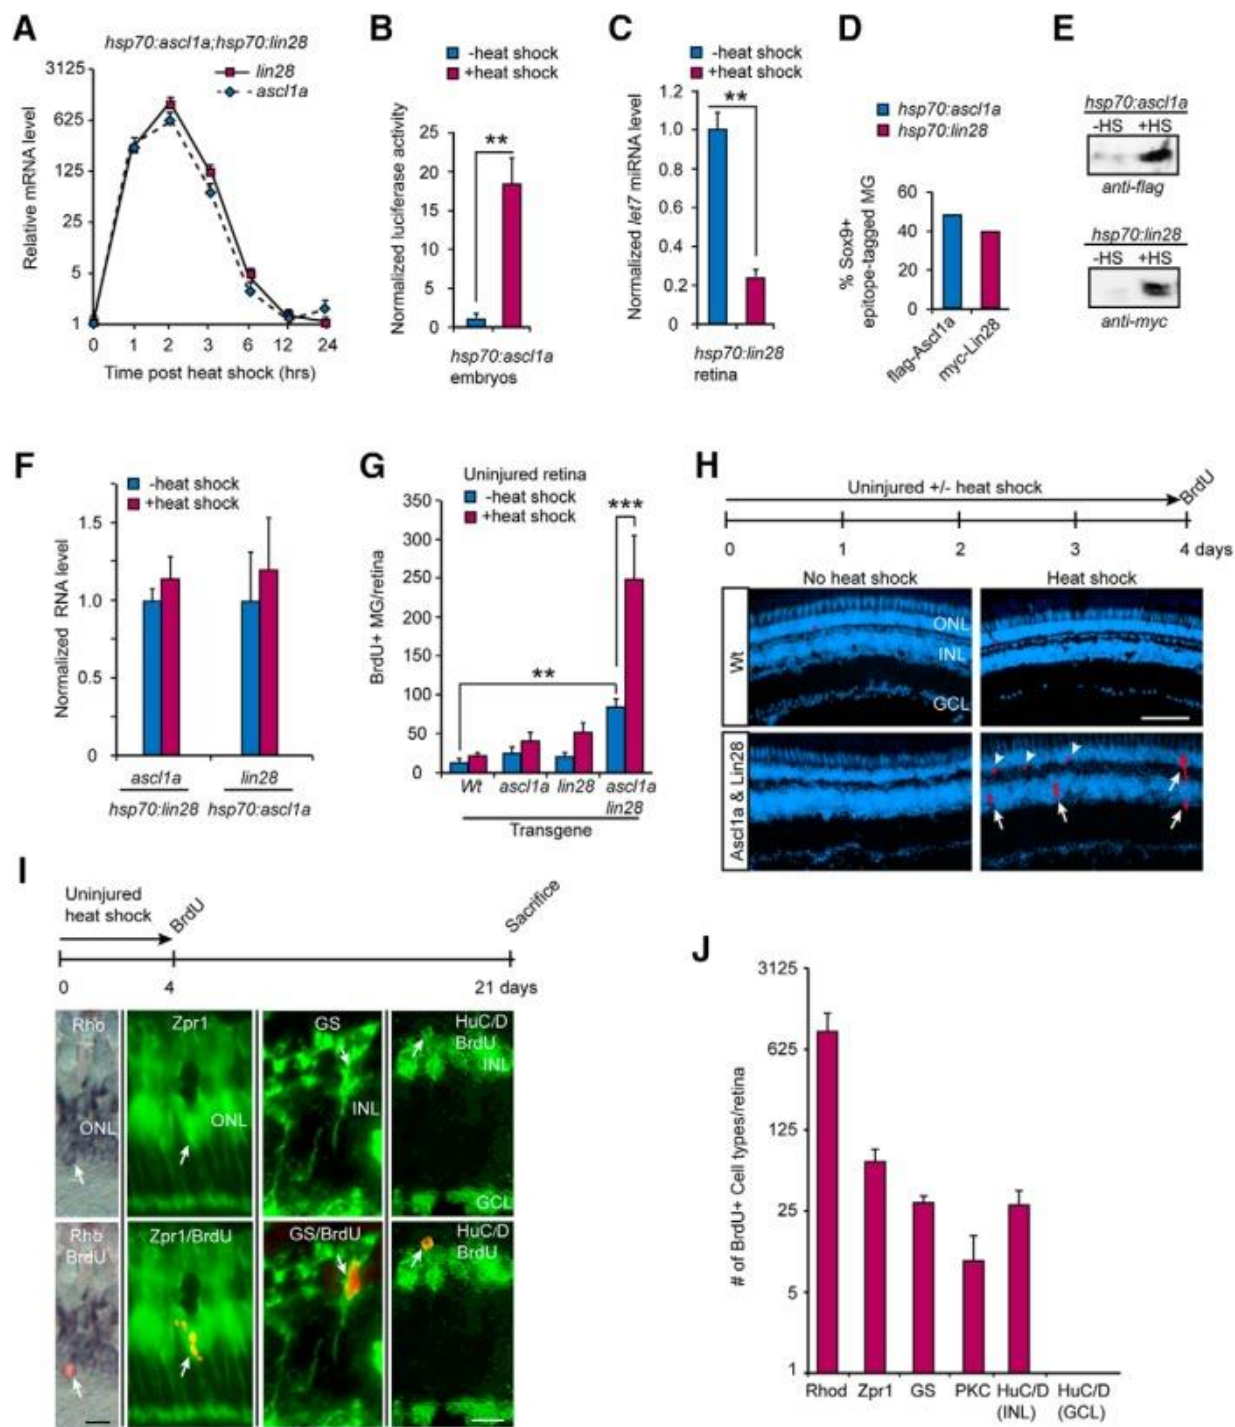 A
hsp70:ascl1a;hsp70:lin28
lin28
ascl1a
Relative mRNA level
3125
625
125
25
5
1
0 1 2 3 6 12 24
Time post heat shock (hrs)
B
-heat shock
+heat shock
Normalized luciferase activity
25
20
15
10
5
0
**
hsp70:ascl1a
embryos
C
-heat shock
+heat shock
Normalized let7 miRNA level
1.2
1.0
0.8
0.6
0.4
0.2
0
**
hsp70:lin28
retina
D
hsp70:ascl1a
hsp70:lin28
% Sox9+
epitope-tagged MG
60
40
20
0
flag-Ascl1a
myc-Lin28
E
hsp70:ascl1a
-HS +HS
anti-flag
hsp70:lin28
-HS +HS
anti-myc
F
-heat shock
+heat shock
Normalized RNA level
1.5
1.0
0.5
0
ascl1a lin28
hsp70:lin28 hsp70:ascl1a
G
Uninjured retina
-heat shock
+heat shock
BrdU+ MG/retina
350
300
250
200
150
100
50
0
**
***
Wt ascl1a lin28 ascl1a
lin28
Transgene
H
Uninjured +/- heat shock
BrdU
0 1 2 3 4 days
No heat shock Heat shock
Wt
ONL
INL
GCL
Ascl1a & Lin28
I
Uninjured
heat shock
BrdU
Sacrifice
0 4 21 days
Rho
ONL
Zpr1
ONL
GS
INL
HuC/D
BrdU
INL
GCL
Rho
BrdU
Zpr1/BrdU
GS/BrdU
HuC/D
BrdU
J
# of BrdU+ Cell types/retina
3125
625
125
25
5
1
Rhod Zpr1 GS PKC HuC/D HuC/D
(INL) (GCL)